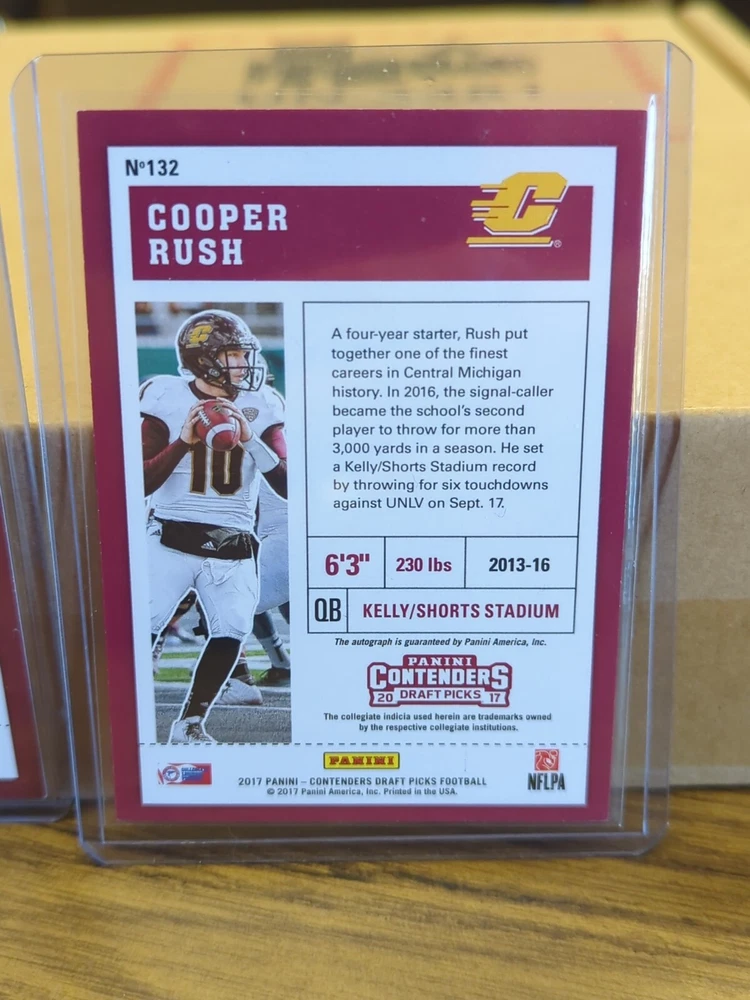 Nº132
COOPER
RUSH
C
®
A four-year starter, Rush put
together one of the finest
careers in Central Michigan
history. In 2016, the signal-caller
became the school's second
player to throw for more than
3,000 yards in a season. He set
a Kelly/Shorts Stadium record
by throwing for six touchdowns
against UNLV on Sept. 17.
10
6'3" 230 lbs 2013-16
QB KELLY/SHORTS STADIUM
The autograph is guaranteed by Panini America, Inc.
PANINI
CONTENDERS
20 DRAFT PICKS 17
The collegiate indicia used herein are trademarks owned
by the respective collegiate institutions.
PANINI
2017 PANINI – CONTENDERS DRAFT PICKS FOOTBALL
© 2017 Panini America, Inc. Printed in the USA.
NFLPA